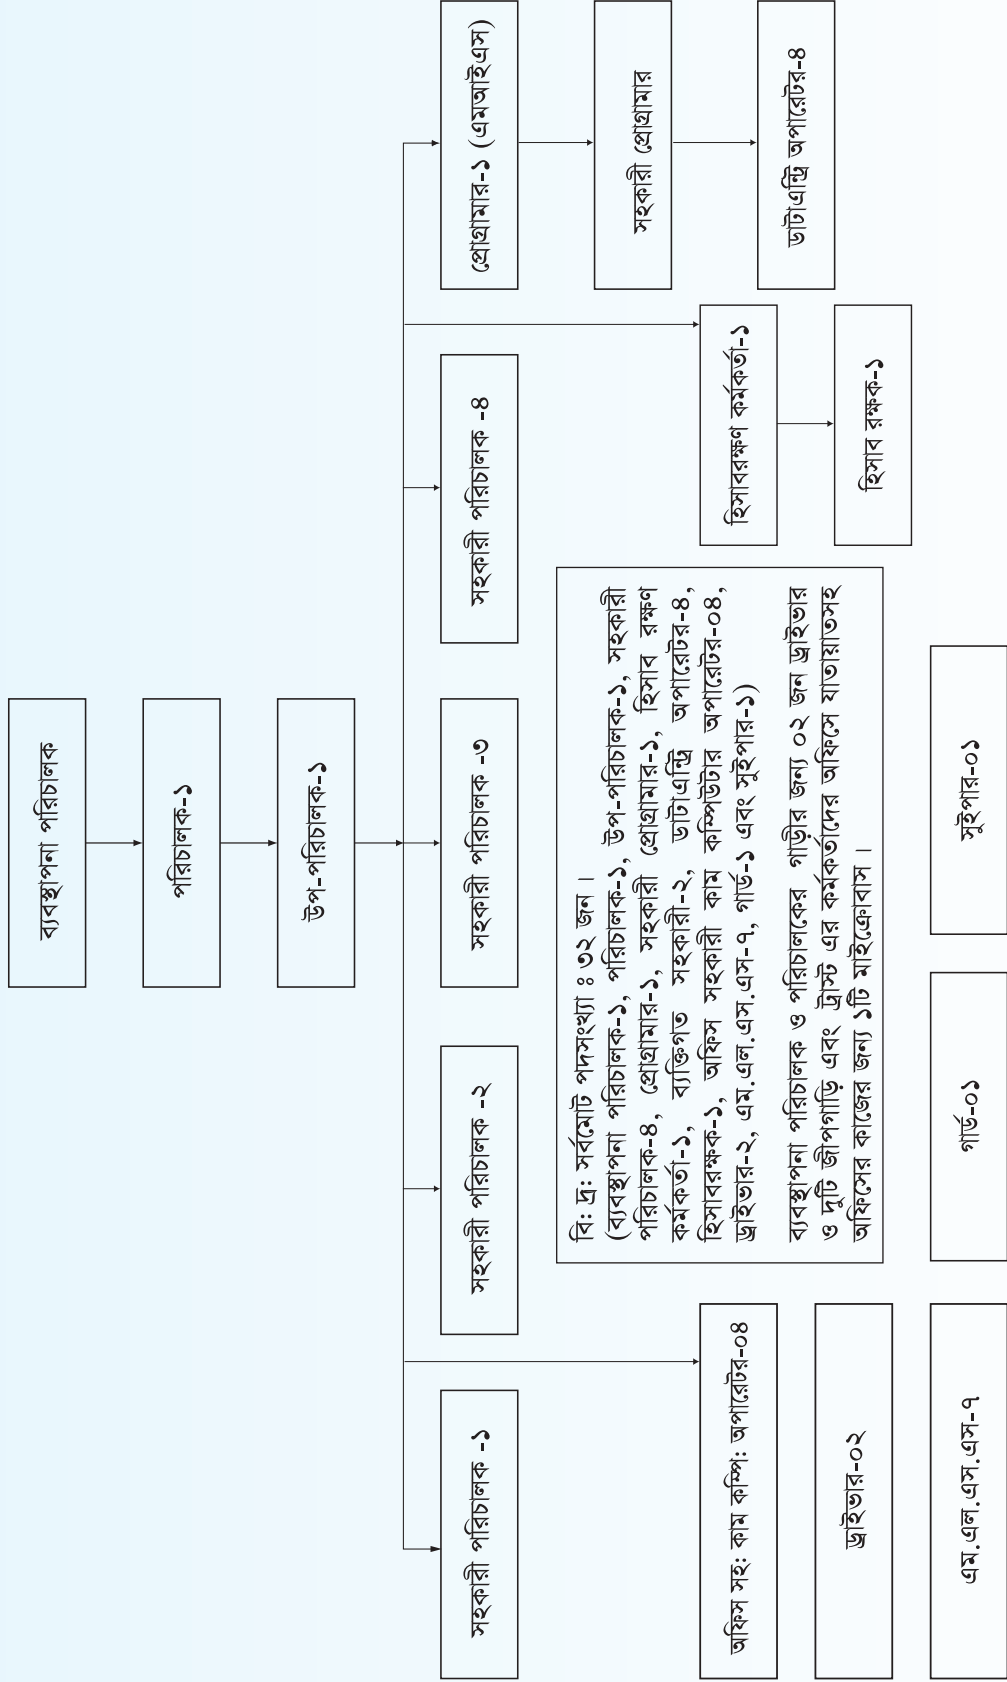 ব্যবস্থাপনা পরিচালক
পরিচালক-১
উপ-পরিচালক-১
সহকারী পরিচালক -১
সহকারী পরিচালক -২
সহকারী পরিচালক -৩
সহকারী পরিচালক -৪
প্রোগ্রামার-১ (এমআইএস)
সহকারী প্রোগ্রামার
ডাটাএন্ট্রি অপারেটর-৪
হিসাবরক্ষণ কর্মকর্তা-১
হিসাব রক্ষক-১
অফিস সহ: কাম কম্পি: অপারেটর-০৪
ড্রাইভার-০২
এম.এল.এস.এস-৭
গার্ড-০১
সুইপার-০১
বি: দ্র: সর্বমোট পদসংখ্যা ঃ ৩২ জন ।
(ব্যবস্থাপনা পরিচালক-১, পরিচালক-১, উপ-পরিচালক-১, সহকারী
পরিচালক-৪, প্রোগ্রামার-১, সহকারী প্রোগ্রামার-১, হিসাব রক্ষণ
কর্মকর্তা-১, ব্যক্তিগত সহকারী-২, ডাটাএন্ট্রি অপারেটর-৪,
হিসাবরক্ষক-১, অফিস সহকারী কাম কম্পিউটার অপারেটর-০৪,
ড্রাইভার-২, এম.এল.এস.এস-৭, গার্ড-১ এবং সুইপার-১)
ব্যবস্থাপনা পরিচালক ও পরিচালকের গাড়ীর জন্য ০২ জন ড্রাইভার
ও দুটি জীপগাড়ি এবং ট্রাস্ট এর কর্মকর্তাদের অফিসে যাতায়াতসহ
অফিসের কাজের জন্য ১টি মাইক্রোবাস ।